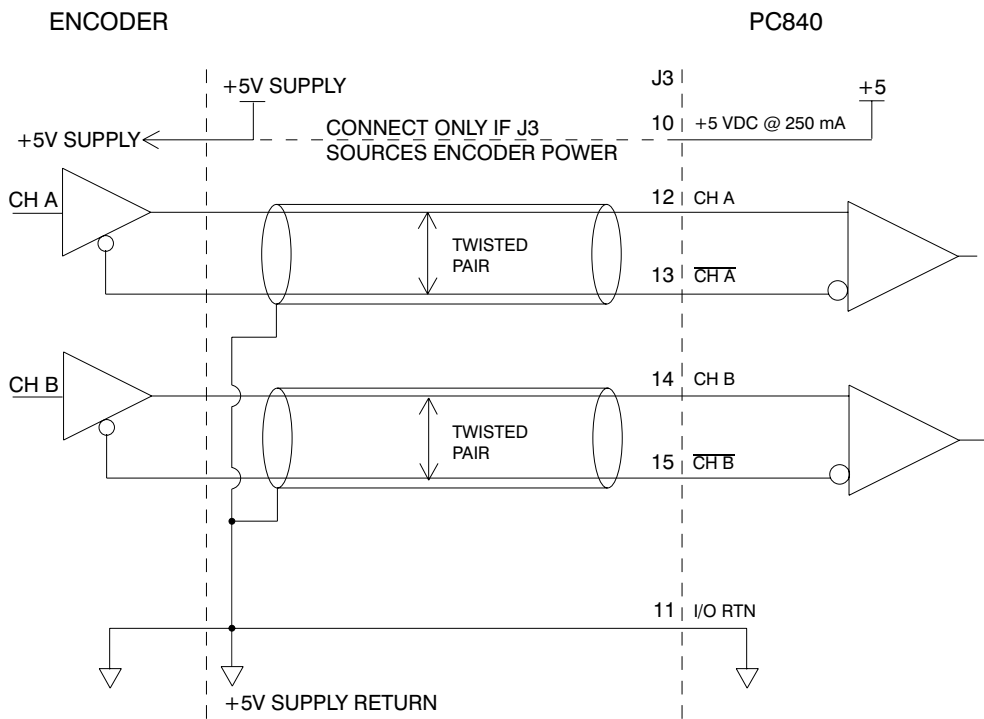 ENCODER
PC840
J3
+5V SUPPLY
+5
+5V SUPPLY
CONNECT ONLY IF J3
SOURCES ENCODER POWER
10
+5 VDC @ 250 mA
CH A
12
CH A
TWISTED
PAIR
13
CH A
CH B
14
CH B
TWISTED
PAIR
15
CH B
11
I/O RTN
+5V SUPPLY RETURN